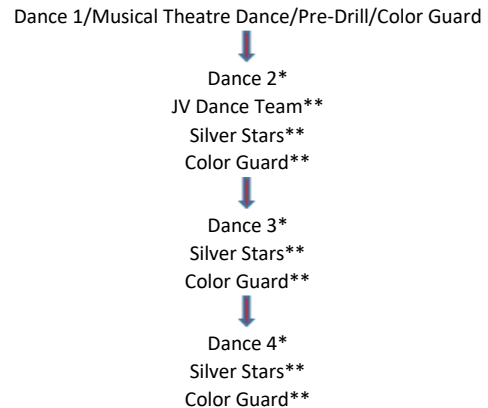 Dance 1/Musical Theatre Dance/Pre-Drill/Color Guard
Dance 2*
JV Dance Team**
Silver Stars**
Color Guard**
Dance 3*
Silver Stars**
Color Guard**
Dance 4*
Silver Stars**
Color Guard**